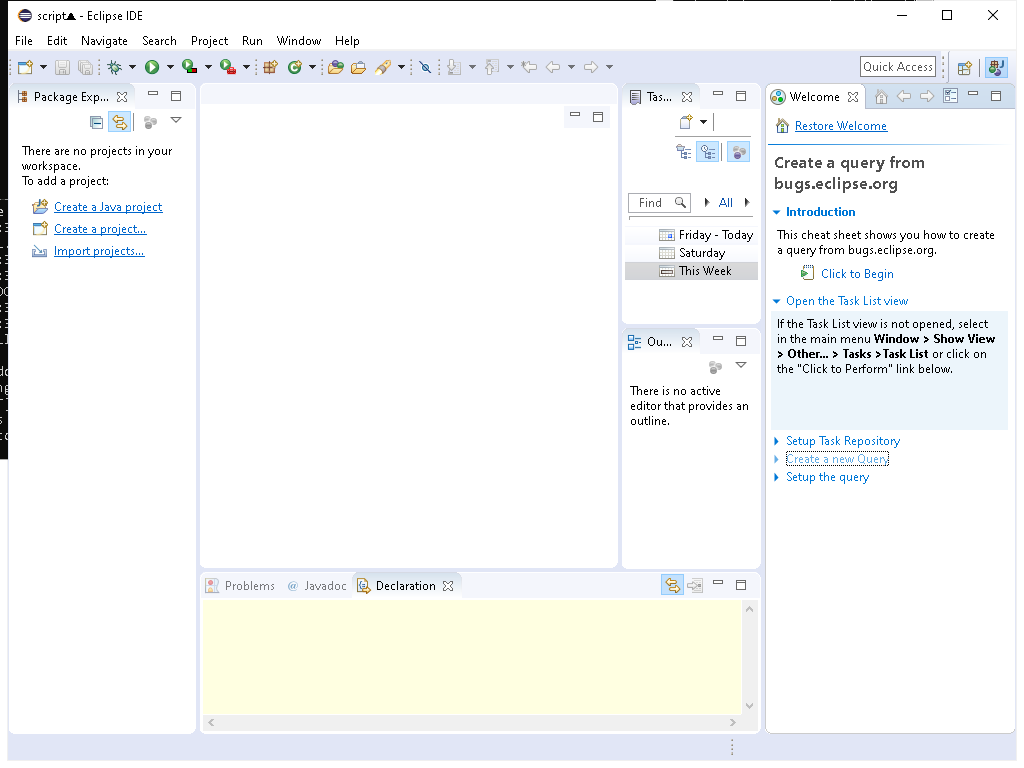 script▲ - Eclipse IDE
File Edit Navigate Search Project Run Window Help
Quick Access
Package Exp...
There are no projects in your
workspace.
To add a project:
Create a Java project
Create a project...
Import projects...
Tas...
Find
All
Friday - Today
Saturday
This Week
Ou...
There is no active
editor that provides an
outline.
Welcome
Restore Welcome
Create a query from
bugs.eclipse.org
Introduction
This cheat sheet shows you how to create
a query from bugs.eclipse.org.
Click to Begin
Open the Task List view
If the Task List view is not opened, select
in the main menu Window > Show View
> Other... > Tasks >Task List or click on
the "Click to Perform" link below.
Setup Task Repository
Create a new Query
Setup the query
Problems @ Javadoc Declaration